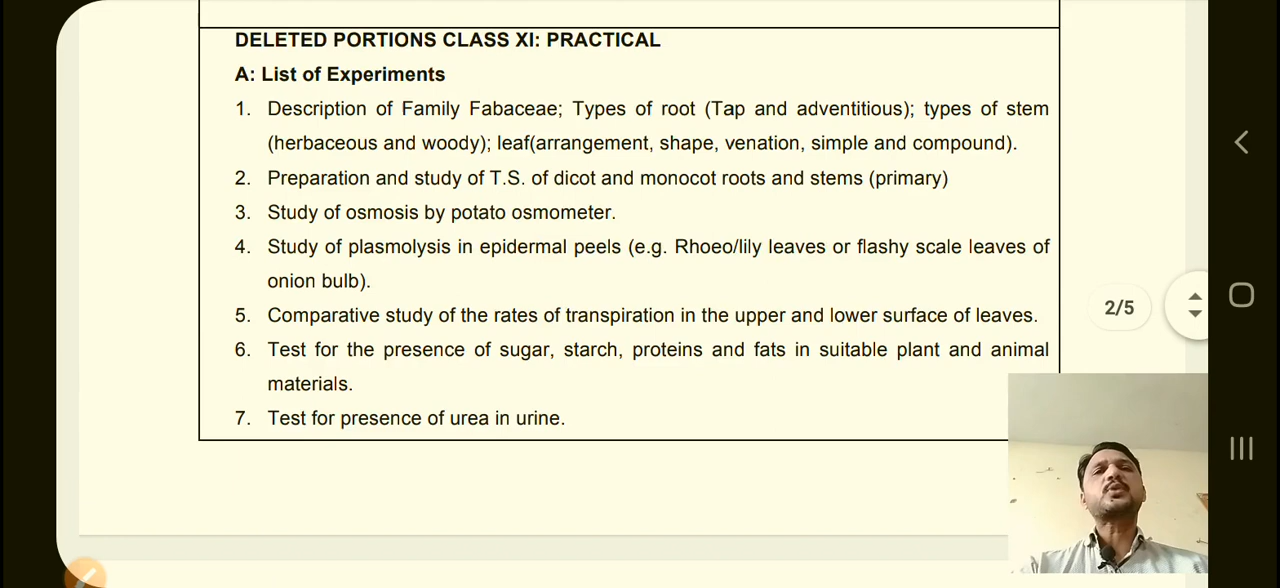 DELETED PORTIONS CLASS XI: PRACTICAL
A: List of Experiments
1. Description of Family Fabaceae; Types of root (Tap and adventitious); types of stem
(herbaceous and woody); leaf(arrangement, shape, venation, simple and compound).
2. Preparation and study of T.S. of dicot and monocot roots and stems (primary)
3. Study of osmosis by potato osmometer.
4. Study of plasmolysis in epidermal peels (e.g. Rhoeo/lily leaves or flashy scale leaves of
onion bulb).
5. Comparative study of the rates of transpiration in the upper and lower surface of leaves.
2/5
6. Test for the presence of sugar, starch, proteins and fats in suitable plant and animal
materials.
7. Test for presence of urea in urine.